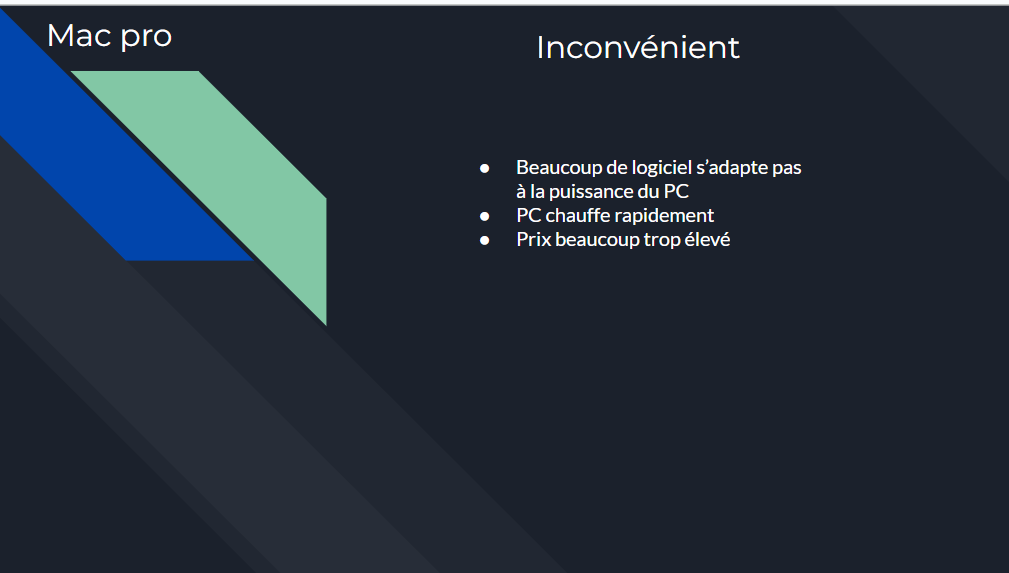 Mac pro
Inconvénient
● Beaucoup de logiciel s’adapte pas
à la puissance du PC
● PC chauffe rapidement
● Prix beaucoup trop élevé